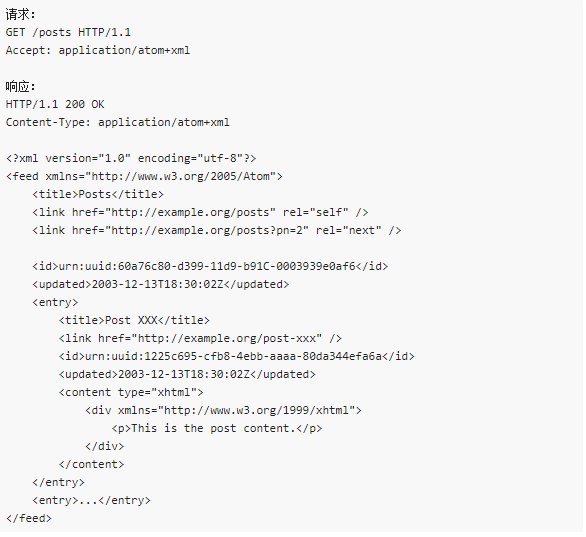 请求:
GET /posts HTTP/1.1
Accept: application/atom+xml
响应:
HTTP/1.1 200 OK
Content-Type: application/atom+xml
<?xml version="1.0" encoding="utf-8"?>
<feed xmlns="http://www.w3.org/2005/Atom">
<title>Posts</title>
<link href="http://example.org/posts" rel="self" />
<link href="http://example.org/posts?pn=2" rel="next" />
<id>urn:uuid:60a76c80-d399-11d9-b91C-0003939e0af6</id>
<updated>2003-12-13T18:30:02Z</updated>
<entry>
<title>Post XXX</title>
<link href="http://example.org/post-xxx" />
<id>urn:uuid:1225c695-cfb8-4ebb-aaaa-80da344efa6a</id>
<updated>2003-12-13T18:30:02Z</updated>
<content type="xhtml">
<div xmlns="http://www.w3.org/1999/xhtml">
<p>This is the post content.</p>
</div>
</content>
</entry>
<entry>...</entry>
</feed>